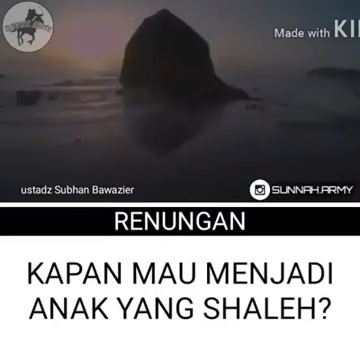 Made with KI
ustadz Subhan Bawazier
SUNNAH.ARMY
RENUNGAN
KAPAN MAU MENJADI
ANAK YANG SHALEH?